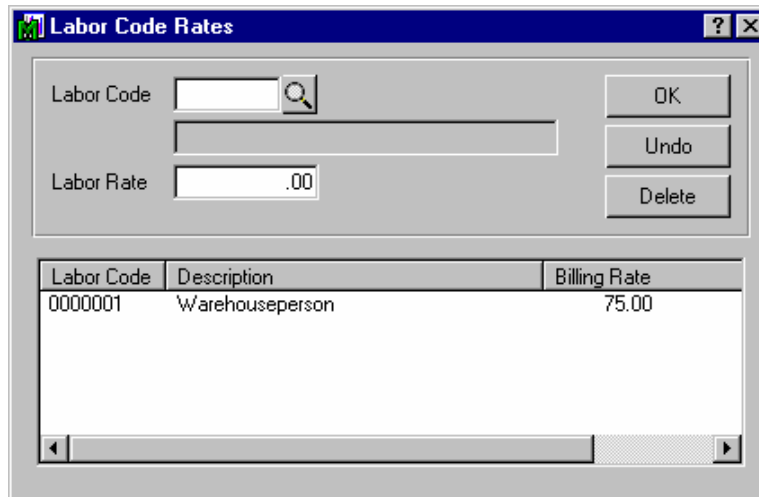 Labor Code Rates
Labor Code
OK
Undo
Labor Rate .00
Delete
Labor Code Description Billing Rate
0000001 Warehouseperson 75.00